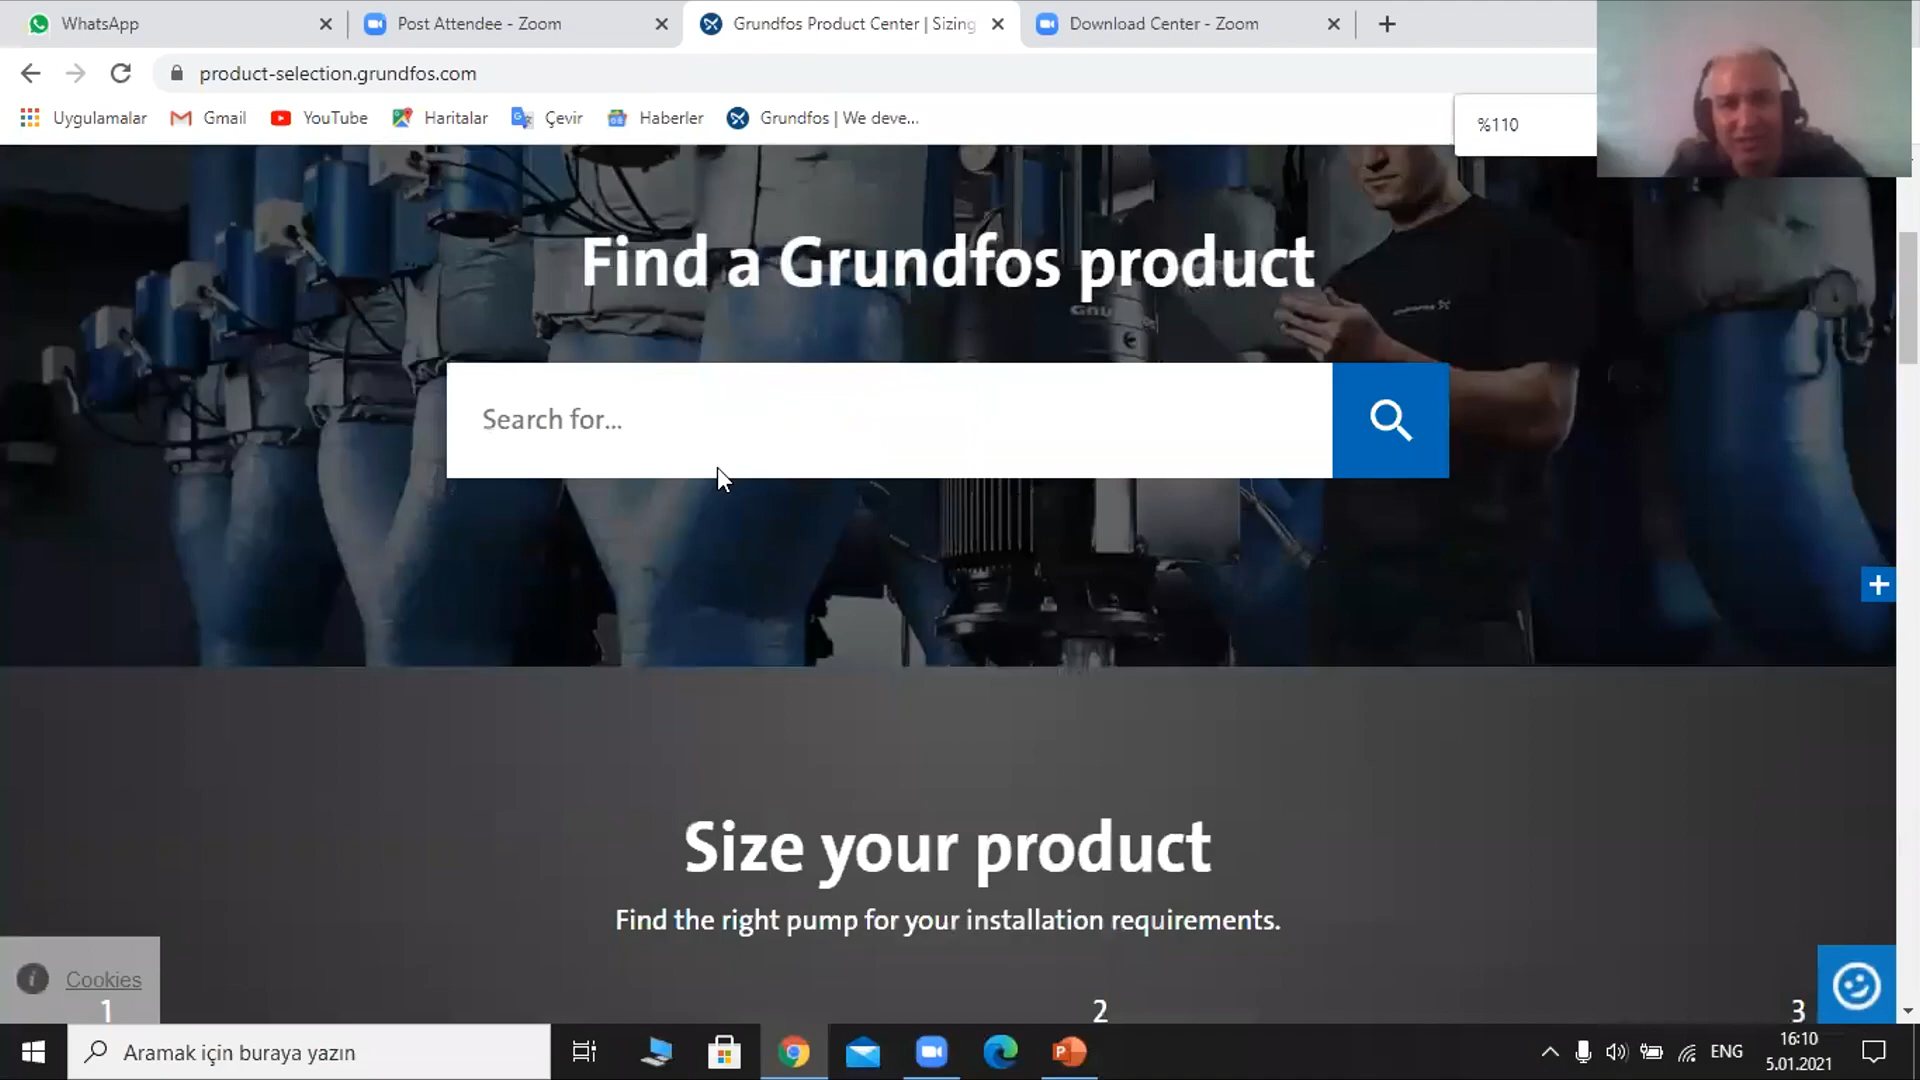 WhatsApp
Post Attendee - Zoom
Grundfos Product Center | Sizing
Download Center - Zoom
product-selection.grundfos.com
Uygulamalar
Gmail
YouTube
Haritalar
Çevir
Haberler
Grundfos | We deve...
%110
Find a Grundfos product
Search for...
Size your product
Find the right pump for your installation requirements.
Cookies
1
2
3
Aramak için buraya yazın
ENG
16:10
5.01.2021